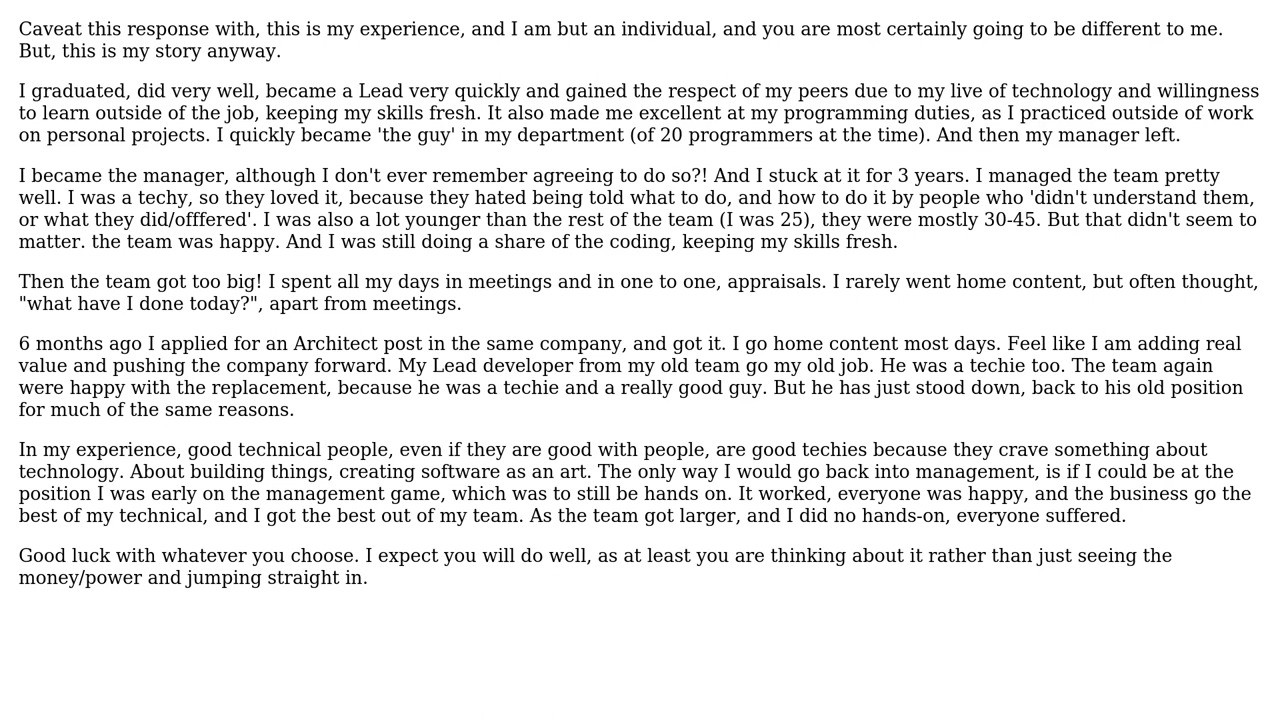 Caveat this response with, this is my experience, and I am but an individual, and you are most certainly going to be different to me.
But, this is my story anyway.
I graduated, did very well, became a Lead very quickly and gained the respect of my peers due to my live of technology and willingness
to learn outside of the job, keeping my skills fresh. It also made me excellent at my programming duties, as I practiced outside of work
on personal projects. I quickly became 'the guy' in my department (of 20 programmers at the time). And then my manager left.
I became the manager, although I don't ever remember agreeing to do so?! And I stuck at it for 3 years. I managed the team pretty
well. I was a techy, so they loved it, because they hated being told what to do, and how to do it by people who 'didn't understand them,
or what they did/offfered'. I was also a lot younger than the rest of the team (I was 25), they were mostly 30-45. But that didn't seem to
matter. the team was happy. And I was still doing a share of the coding, keeping my skills fresh.
Then the team got too big! I spent all my days in meetings and in one to one, appraisals. I rarely went home content, but often thought,
"what have I done today?", apart from meetings.
6 months ago I applied for an Architect post in the same company, and got it. I go home content most days. Feel like I am adding real
value and pushing the company forward. My Lead developer from my old team go my old job. He was a techie too. The team again
were happy with the replacement, because he was a techie and a really good guy. But he has just stood down, back to his old position
for much of the same reasons.
In my experience, good technical people, even if they are good with people, are good techies because they crave something about
technology. About building things, creating software as an art. The only way I would go back into management, is if I could be at the
position I was early on the management game, which was to still be hands on. It worked, everyone was happy, and the business go the
best of my technical, and I got the best out of my team. As the team got larger, and I did no hands-on, everyone suffered.
Good luck with whatever you choose. I expect you will do well, as at least you are thinking about it rather than just seeing the
money/power and jumping straight in.